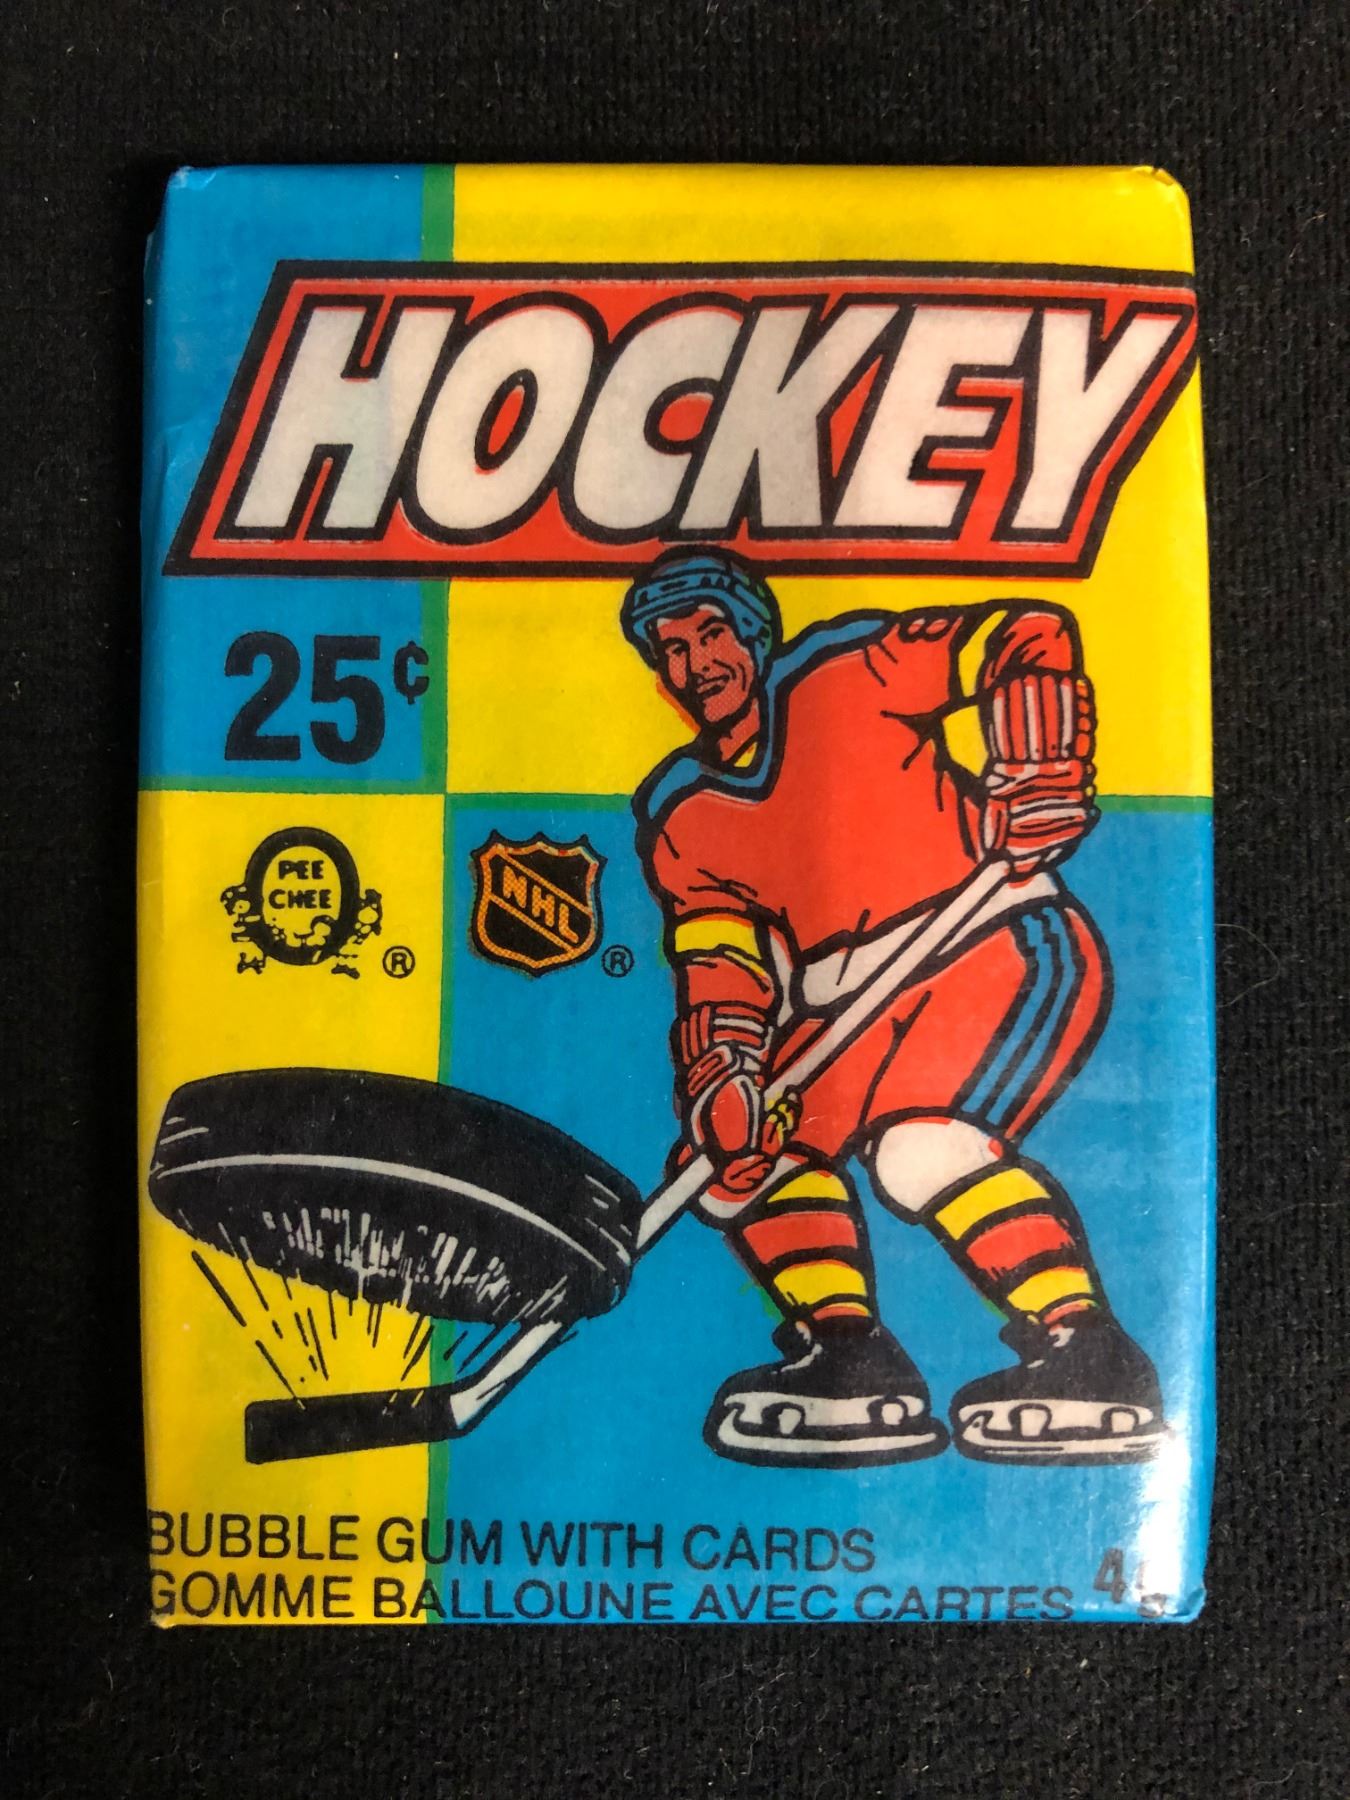 HOCKEY
25¢
PEE
CHEE
®
NHL
®
BUBBLE GUM WITH CARDS
GOMME BALLOUNE AVEC CARTES